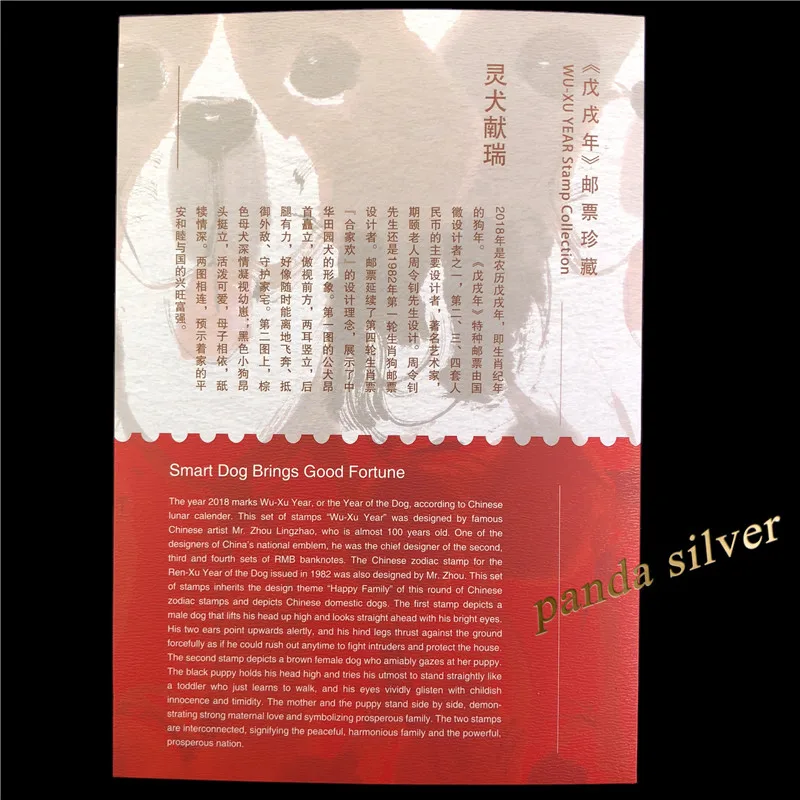 《戊戌年》邮票珍藏
WU-XU YEAR Stamp Collection
灵犬献瑞
2018年是农历戊戌年，即生肖纪年
的狗年。《戊戌年》特种邮票由国
徽设计者之一，第二、三、四套人
民币的主要设计者，著名艺术家，
期颐老人周令钊先生设计。周令钊
先生还是1982年第一轮生肖狗邮票
设计者。邮票延续了第四轮生肖票
“合家欢”的设计理念，展示了中
华田园犬的形象。第一图的公犬昂
首矗立，傲视前方，两耳竖立，后
腿有力，好像随时能离地飞奔、抵
御外敌、守护家宅。第二图上，棕
色母犬深情凝视幼崽；黑色小狗昂
头挺立，活泼可爱，母子相依，舐
犊情深。两图相连，预示着家的平
安和睦与国的兴旺富强。
Smart Dog Brings Good Fortune
The year 2018 marks Wu-Xu Year, or the Year of the Dog, according to Chinese
lunar calender. This set of stamps “Wu-Xu Year” was designed by famous
Chinese artist Mr. Zhou Lingzhao, who is almost 100 years old. One of the
designers of China’s national emblem, he was the chief designer of the second,
third and fourth sets of RMB banknotes. The Chinese zodiac stamp for the
Ren-Xu Year of the Dog issued in 1982 was also designed by Mr. Zhou. This set
of stamps inherits the design theme “Happy Family” of this round of Chinese
zodiac stamps and depicts Chinese domestic dogs. The first stamp depicts a
male dog that lifts his head up high and looks straight ahead with his bright eyes.
His two ears point upwards alertly, and his hind legs thrust against the ground
forcefully as if he could rush out anytime to fight intruders and protect the house.
The second stamp depicts a brown female dog who amiably gazes at her puppy.
The black puppy holds his head high and tries his utmost to stand straightly like
a toddler who just learns to walk, and his eyes vividly glisten with childish
innocence and timidity. The mother and the puppy stand side by side, demon-
strating strong maternal love and symbolizing prosperous family. The two stamps
are interconnected, signifying the peaceful, harmonious family and the powerful,
prosperous nation.
panda silver